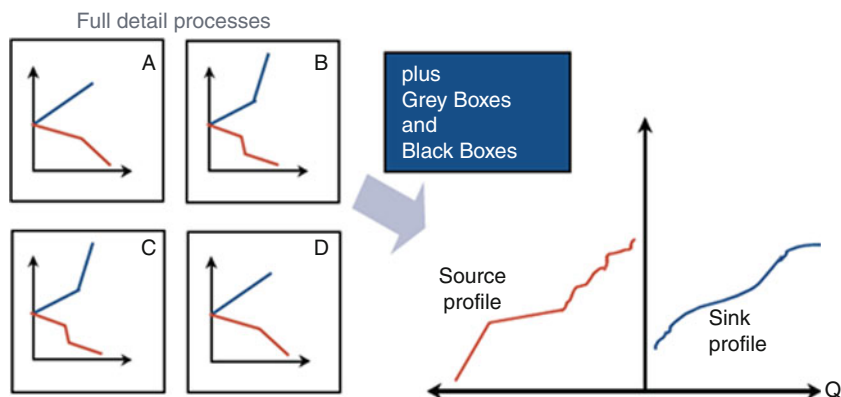 Full detail processes
A
B
plus
Grey Boxes
and
Black Boxes
C
D
Source
profile
Sink
profile
Q